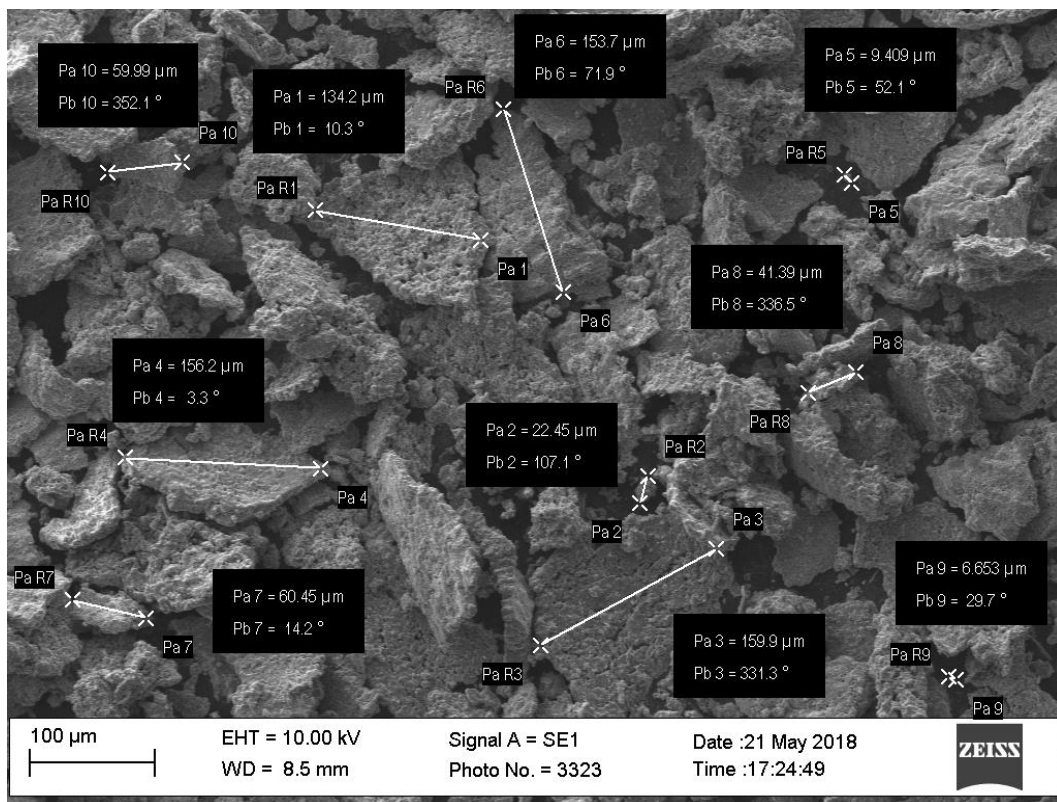 Pa 10 = 59.99 µm
Pb 10 = 352.1 °
Pa 10
Pa R10
Pa 1 = 134.2 µm
Pb 1 = 10.3 °
Pa R1
Pa 1
Pa 6 = 153.7 µm
Pb 6 = 71.9 °
Pa R6
Pa 6
Pa 5 = 9.409 µm
Pb 5 = 52.1 °
Pa R5
Pa 5
Pa 8 = 41.39 µm
Pb 8 = 336.5 °
Pa 8
Pa R8
Pa 4 = 156.2 µm
Pb 4 = 3.3 °
Pa R4
Pa 4
Pa 2 = 22.45 µm
Pb 2 = 107.1 °
Pa R2
Pa 2
Pa 3
Pa R3
Pa 3 = 159.9 µm
Pb 3 = 331.3 °
Pa R7
Pa 7
Pa 7 = 60.45 µm
Pb 7 = 14.2 °
Pa 9 = 6.653 µm
Pb 9 = 29.7 °
Pa R9
Pa 9
100 µm
EHT = 10.00 kV
WD = 8.5 mm
Signal A = SE1
Photo No. = 3323
Date :21 May 2018
Time :17:24:49
ZEISS